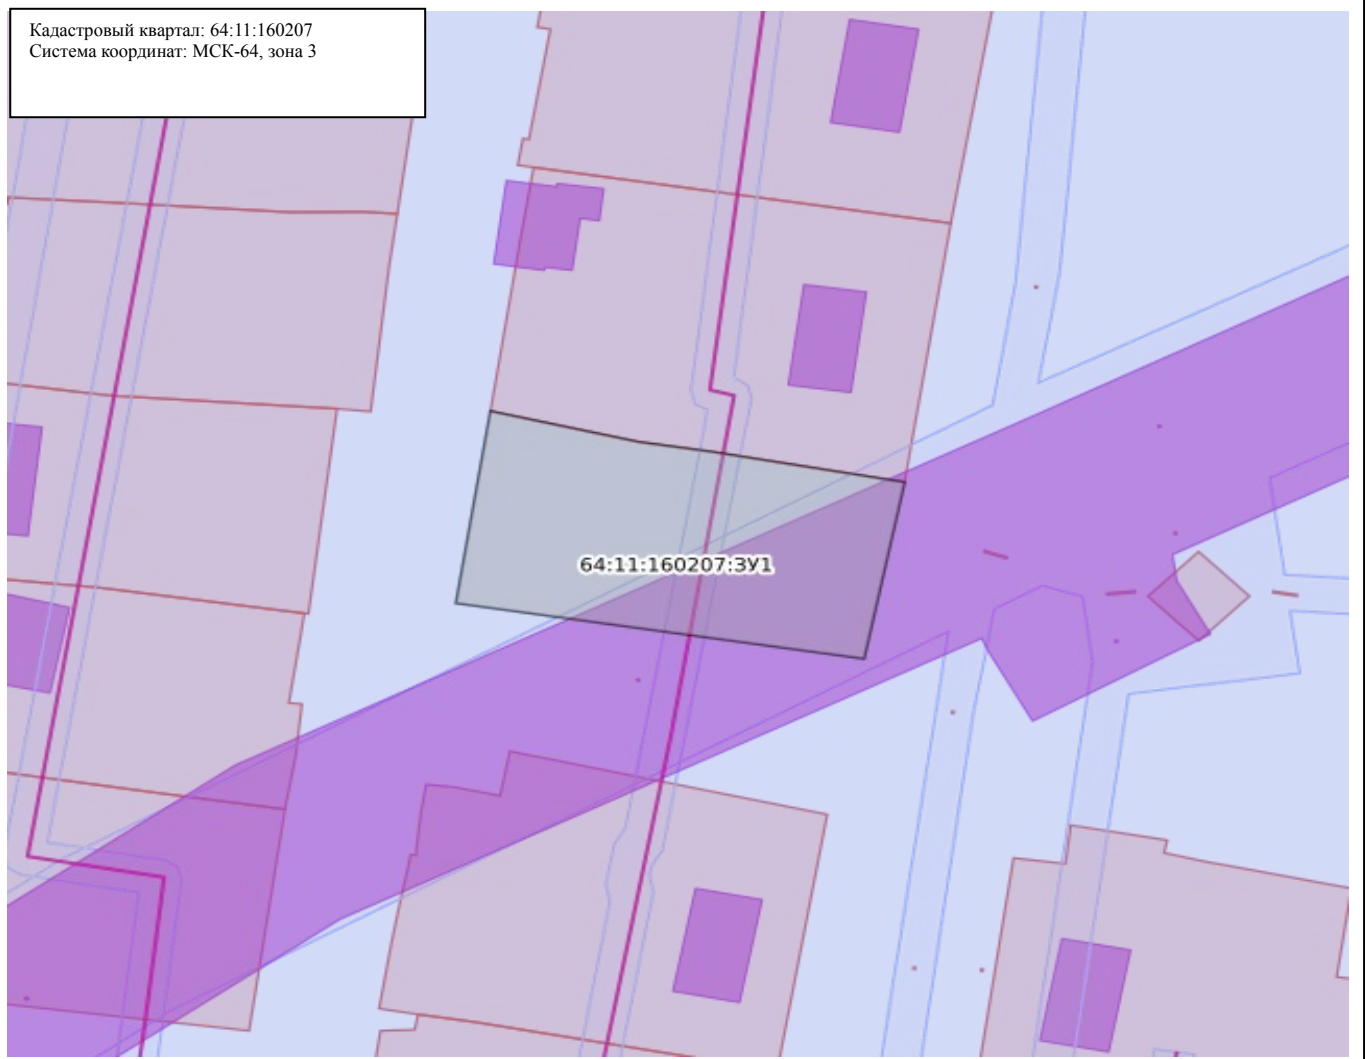 Кадастровый квартал: 64:11:160207
Система координат: МСК-64, зона 3
64:11:160207:ЗУ1